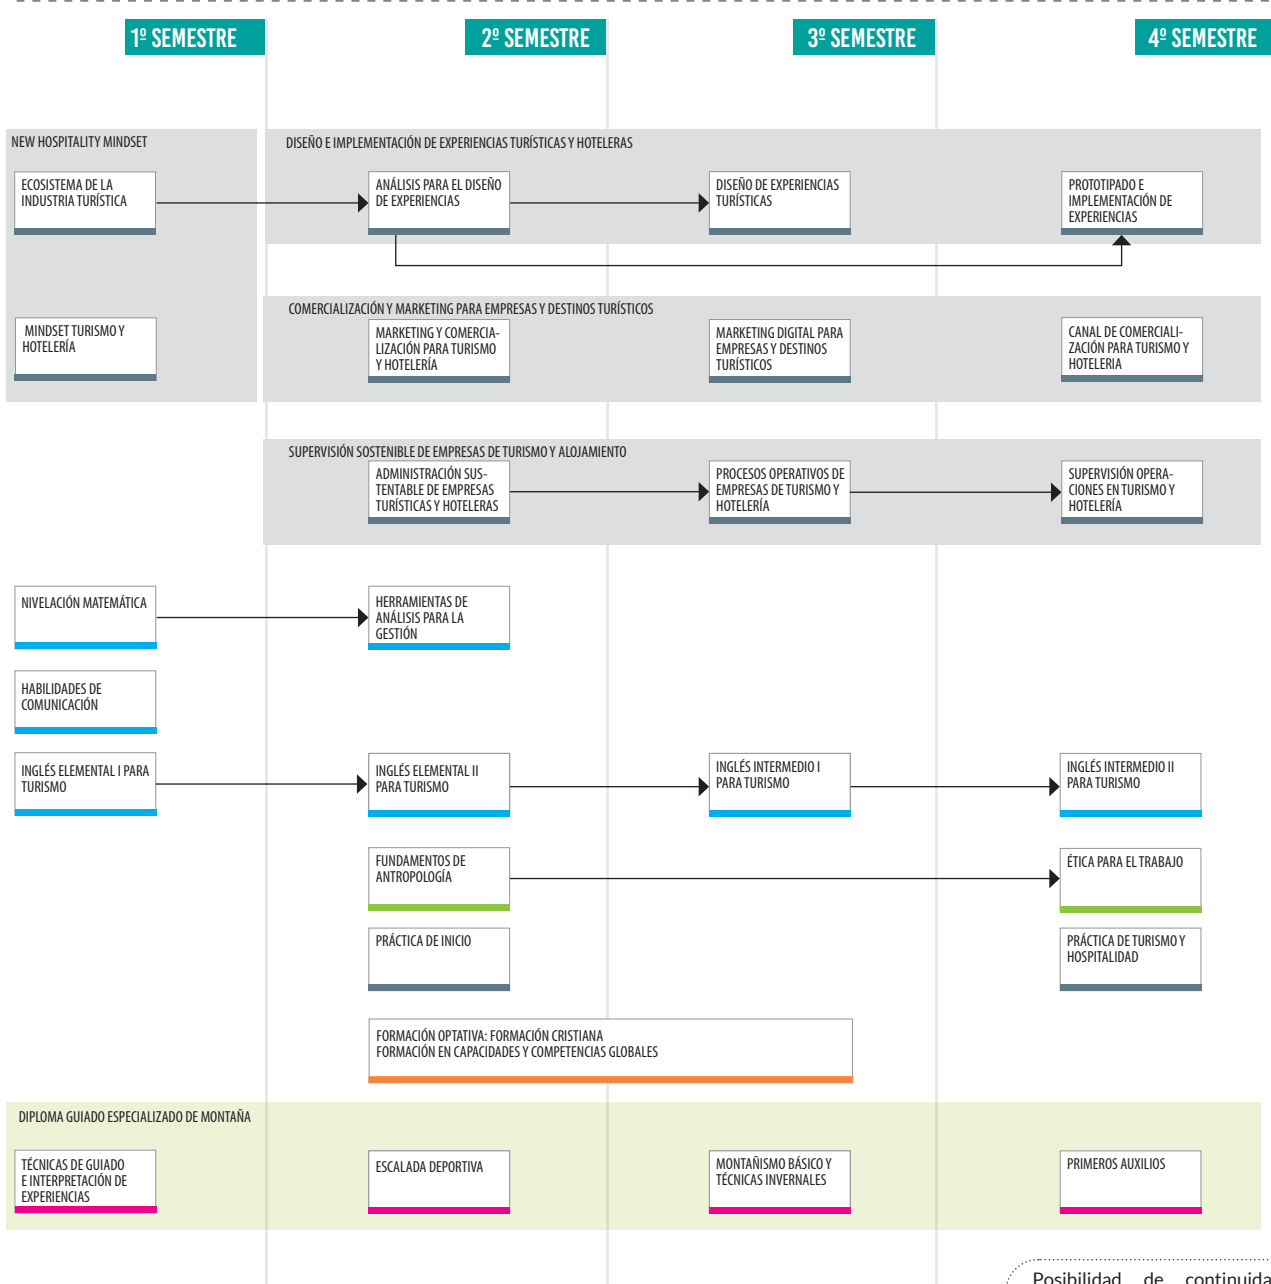 1º SEMESTRE
2º SEMESTRE
3º SEMESTRE
4º SEMESTRE
NEW HOSPITALITY MINDSET
DISEÑO E IMPLEMENTACIÓN DE EXPERIENCIAS TURÍSTICAS Y HOTELERAS
ECOSISTEMA DE LA
INDUSTRIA TURÍSTICA
ANÁLISIS PARA EL DISEÑO
DE EXPERIENCIAS
DISEÑO DE EXPERIENCIAS
TURÍSTICAS
PROTOTIPADO E
IMPLEMENTACIÓN DE
EXPERIENCIAS
COMERCIALIZACIÓN Y MARKETING PARA EMPRESAS Y DESTINOS TURÍSTICOS
MINDSET TURISMO Y
HOTELERÍA
MARKETING Y COMERCIA-
LIZACIÓN PARA TURISMO
Y HOTELERÍA
MARKETING DIGITAL PARA
EMPRESAS Y DESTINOS
TURÍSTICOS
CANAL DE COMERCIALI-
ZACIÓN PARA TURISMO Y
HOTELERIA
SUPERVISIÓN SOSTENIBLE DE EMPRESAS DE TURISMO Y ALOJAMIENTO
ADMINISTRACIÓN SUS-
TENTABLE DE EMPRESAS
TURÍSTICAS Y HOTELERAS
PROCESOS OPERATIVOS DE
EMPRESAS DE TURISMO Y
HOTELERÍA
SUPERVISIÓN OPERA-
CIONES EN TURISMO Y
HOTELERÍA
NIVELACIÓN MATEMÁTICA
HERRAMIENTAS DE
ANÁLISIS PARA LA
GESTIÓN
HABILIDADES DE
COMUNICACIÓN
INGLÉS ELEMENTAL I PARA
TURISMO
INGLÉS ELEMENTAL II
PARA TURISMO
INGLÉS INTERMEDIO I
PARA TURISMO
INGLÉS INTERMEDIO II
PARA TURISMO
FUNDAMENTOS DE
ANTROPOLOGÍA
ÉTICA PARA EL TRABAJO
PRÁCTICA DE INICIO
PRÁCTICA DE TURISMO Y
HOSPITALIDAD
FORMACIÓN OPTATIVA: FORMACIÓN CRISTIANA
FORMACIÓN EN CAPACIDADES Y COMPETENCIAS GLOBALES
DIPLOMA GUIADO ESPECIALIZADO DE MONTAÑA
TÉCNICAS DE GUIADO
E INTERPRETACIÓN DE
EXPERIENCIAS
ESCALADA DEPORTIVA
MONTAÑISMO BÁSICO Y
TÉCNICAS INVERNALES
PRIMEROS AUXILIOS
Posibilidad de continuida